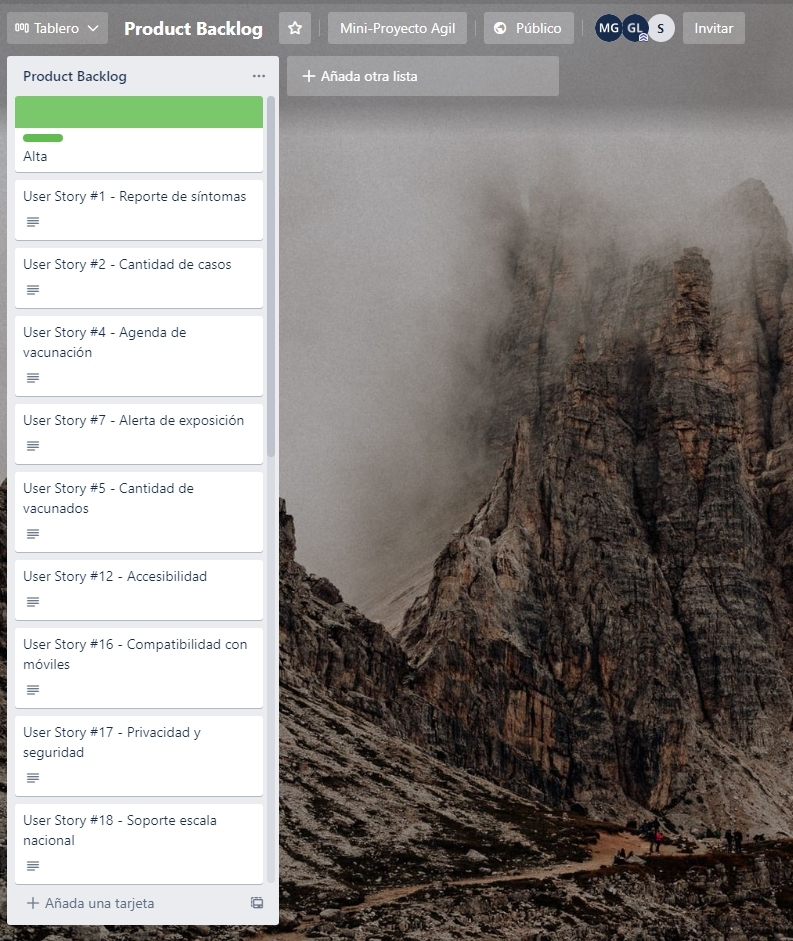 Tablero
Product Backlog
Mini-Proyecto Agil
Público
MG
GL
S
Invitar
Product Backlog
Añada otra lista
Alta
User Story #1 - Reporte de síntomas
User Story #2 - Cantidad de casos
User Story #4 - Agenda de
vacunación
User Story #7 - Alerta de exposición
User Story #5 - Cantidad de
vacunados
User Story #12 - Accesibilidad
User Story #16 - Compatibilidad con
móviles
User Story #17 - Privacidad y
seguridad
User Story #18 - Soporte escala
nacional
Añada una tarjeta